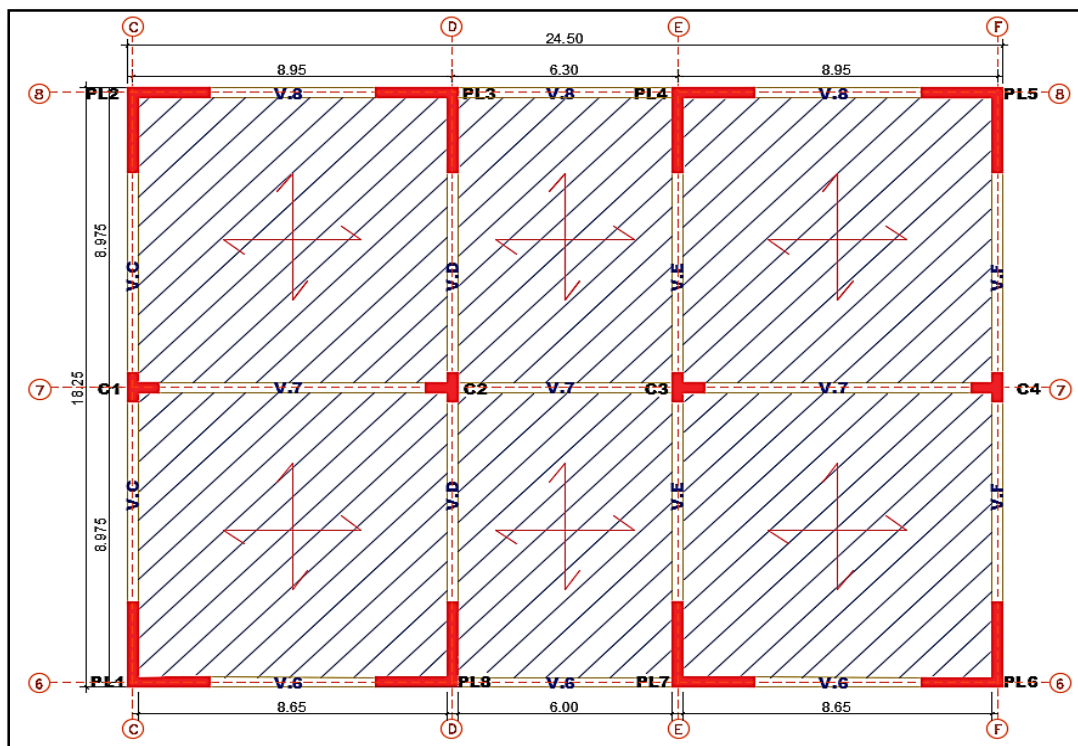 C D E F
24.50
8.95 6.30 8.95
8 PL2 V.8 PL3 V.8 PL4 V.8 PL5 8
8.975
V.C V.D V.E V.F
7 C1 V.7 C2 V.7 C3 V.7 C4 7
18.25
V.C V.D V.E V.F
8.975
6 PL1 V.6 PL8 V.6 PL7 V.6 PL6 6
8.65 6.00 8.65
C D E F